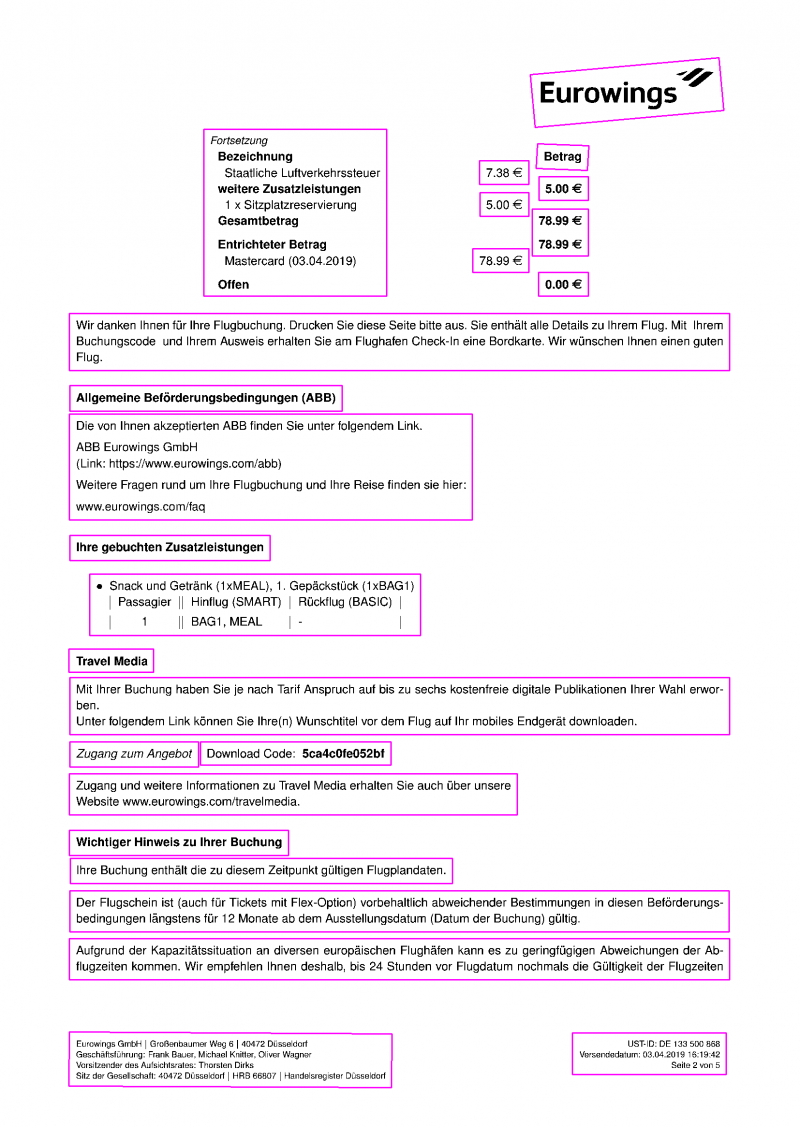 Eurowings
Fortsetzung
Bezeichnung Betrag
Staatliche Luftverkehrssteuer 7.38 €
weitere Zusatzleistungen 5.00 €
1 x Sitzplatzreservierung 5.00 €
Gesamtbetrag 78.99 €
Entrichteter Betrag 78.99 €
Mastercard (03.04.2019) 78.99 €
Offen 0.00 €
Wir danken Ihnen für Ihre Flugbuchung. Drucken Sie diese Seite bitte aus. Sie enthält alle Details zu Ihrem Flug. Mit Ihrem
Buchungscode und Ihrem Ausweis erhalten Sie am Flughafen Check-In eine Bordkarte. Wir wünschen Ihnen einen guten
Flug.
Allgemeine Beförderungsbedingungen (ABB)
Die von Ihnen akzeptierten ABB finden Sie unter folgendem Link.
ABB Eurowings GmbH
(Link: https://www.eurowings.com/abb)
Weitere Fragen rund um Ihre Flugbuchung und Ihre Reise finden sie hier:
www.eurowings.com/faq
Ihre gebuchten Zusatzleistungen
• Snack und Getränk (1xMEAL), 1. Gepäckstück (1xBAG1)
| Passagier || Hinflug (SMART) | Rückflug (BASIC) |
| 1 || BAG1, MEAL | - |
Travel Media
Mit Ihrer Buchung haben Sie je nach Tarif Anspruch auf bis zu sechs kostenfreie digitale Publikationen Ihrer Wahl erwor-
ben.
Unter folgendem Link können Sie Ihre(n) Wunschtitel vor dem Flug auf Ihr mobiles Endgerät downloaden.
Zugang zum Angebot Download Code: 5ca4c0fe052bf
Zugang und weitere Informationen zu Travel Media erhalten Sie auch über unsere
Website www.eurowings.com/travelmedia.
Wichtiger Hinweis zu Ihrer Buchung
Ihre Buchung enthält die zu diesem Zeitpunkt gültigen Flugplandaten.
Der Flugschein ist (auch für Tickets mit Flex-Option) vorbehaltlich abweichender Bestimmungen in diesen Beförderungs-
bedingungen längstens für 12 Monate ab dem Ausstellungsdatum (Datum der Buchung) gültig.
Aufgrund der Kapazitätssituation an diversen europäischen Flughäfen kann es zu geringfügigen Abweichungen der Ab-
flugzeiten kommen. Wir empfehlen Ihnen deshalb, bis 24 Stunden vor Flugdatum nochmals die Gültigkeit der Flugzeiten
Eurowings GmbH | Großenbaumer Weg 6 | 40472 Düsseldorf
Geschäftsführung: Frank Bauer, Michael Knitter, Oliver Wagner
Vorsitzender des Aufsichtsrates: Thorsten Dirks
Sitz der Gesellschaft: 40472 Düsseldorf | HRB 66807 | Handelsregister Düsseldorf
UST-ID: DE 133 500 868
Versendedatum: 03.04.2019 16:19:42
Seite 2 von 5